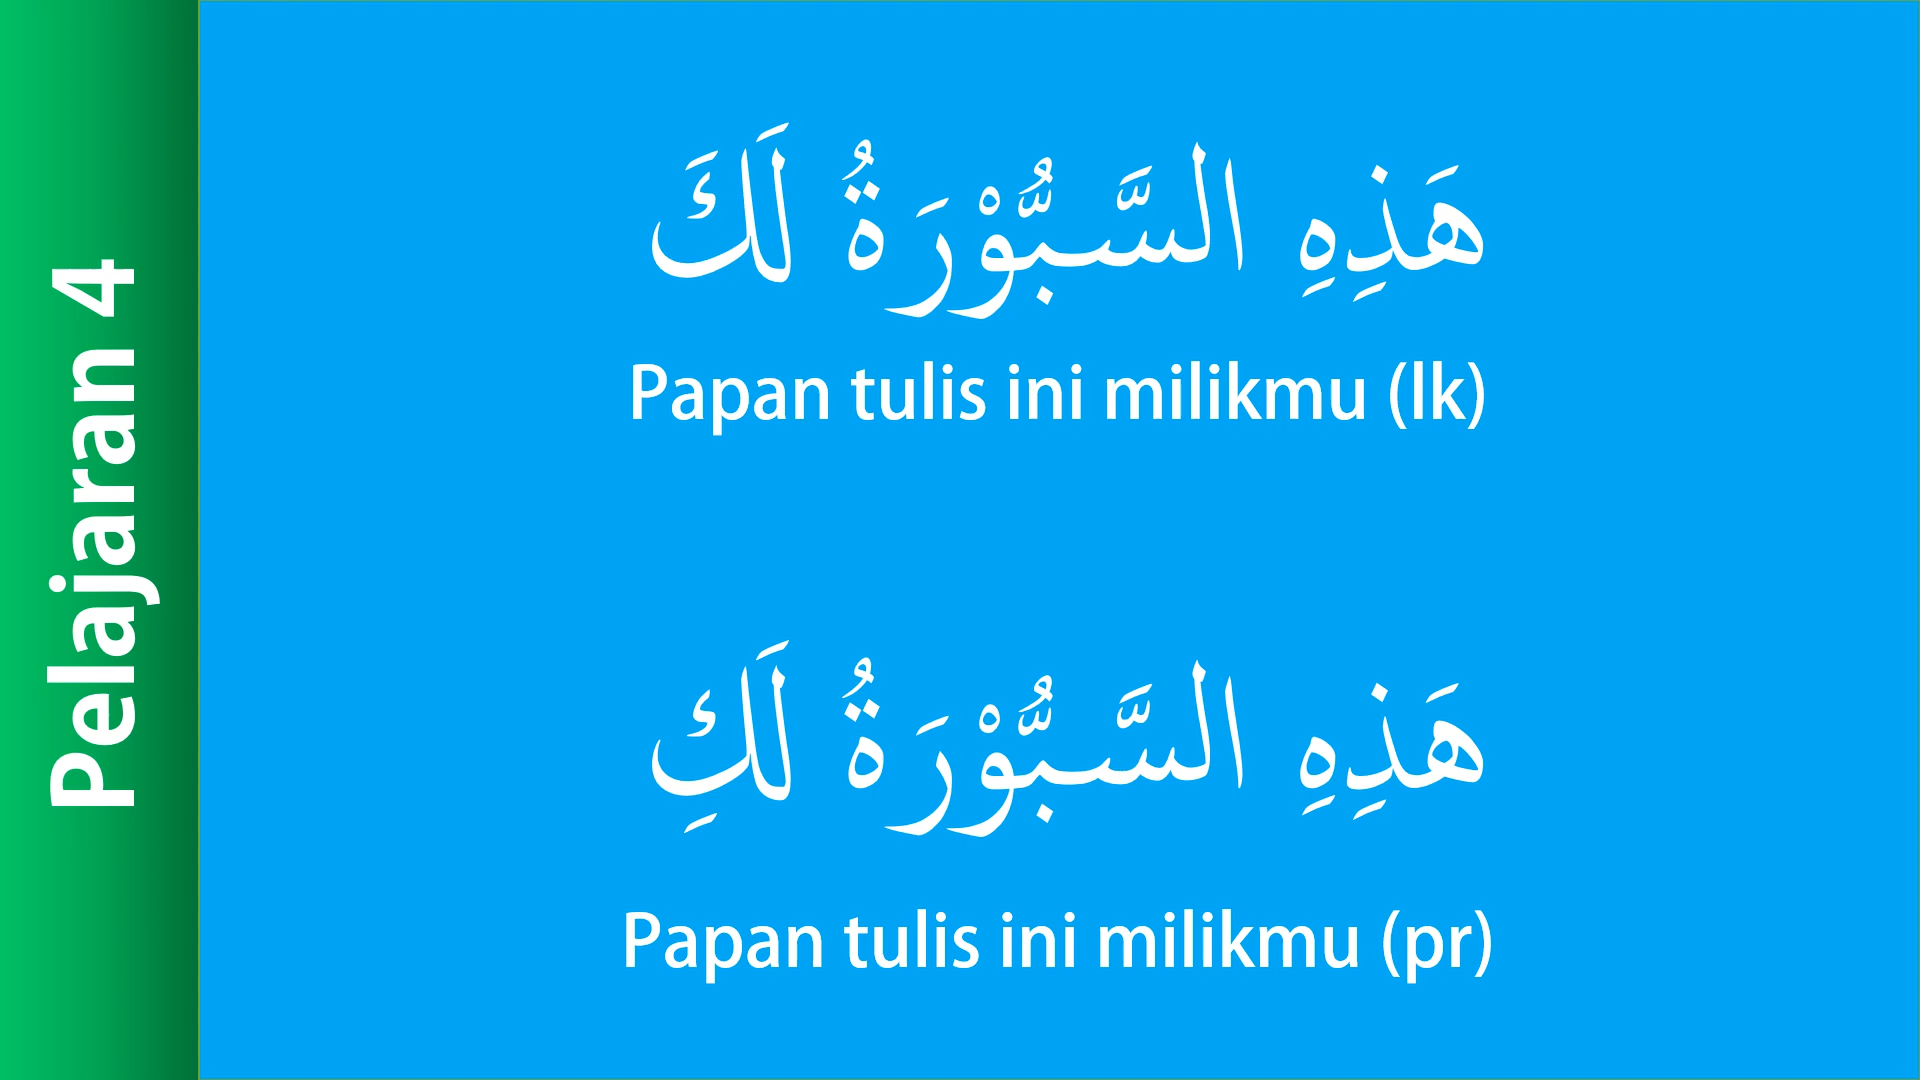 Pelajaran 4
هَذِهِ السَّبُّوْرَةُ لَكَ
Papan tulis ini milikmu (lk)
هَذِهِ السَّبُّوْرَةُ لَكِ
Papan tulis ini milikmu (pr)